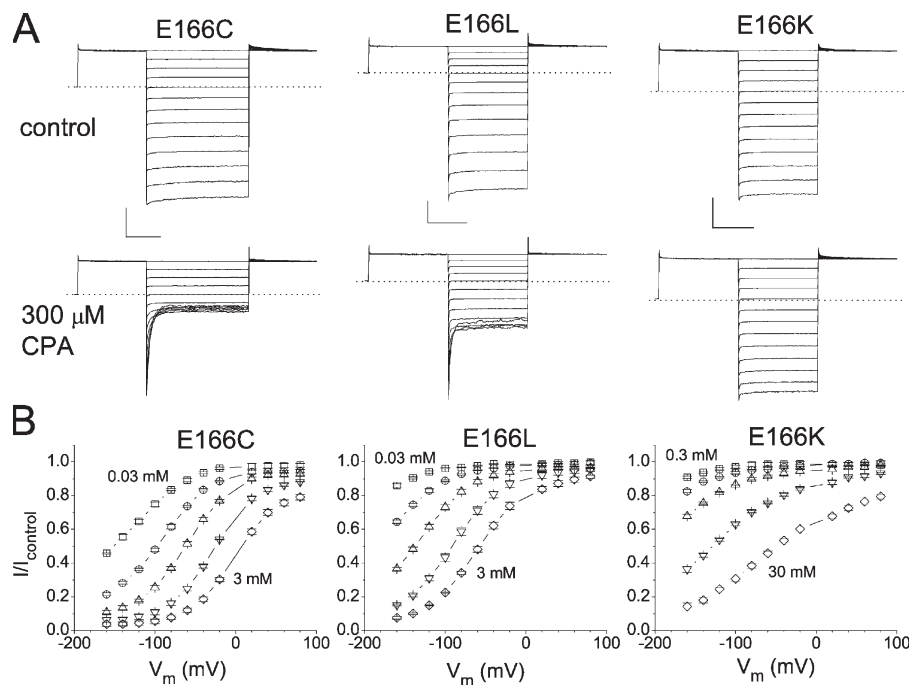 A
E166C E166L E166K
control
300 μM
CPA
B
E166C E166L E166K
I/Icontrol
1.0 1.0 1.0
0.8 0.8 0.8
0.6 0.6 0.6
0.4 0.4 0.4
0.2 0.2 0.2
0.0 0.0 0.0
0.03 mM 0.03 mM 0.3 mM
3 mM 3 mM 30 mM
-200 -100 0 100 -200 -100 0 100 -200 -100 0 100
Vm (mV) Vm (mV) Vm (mV)